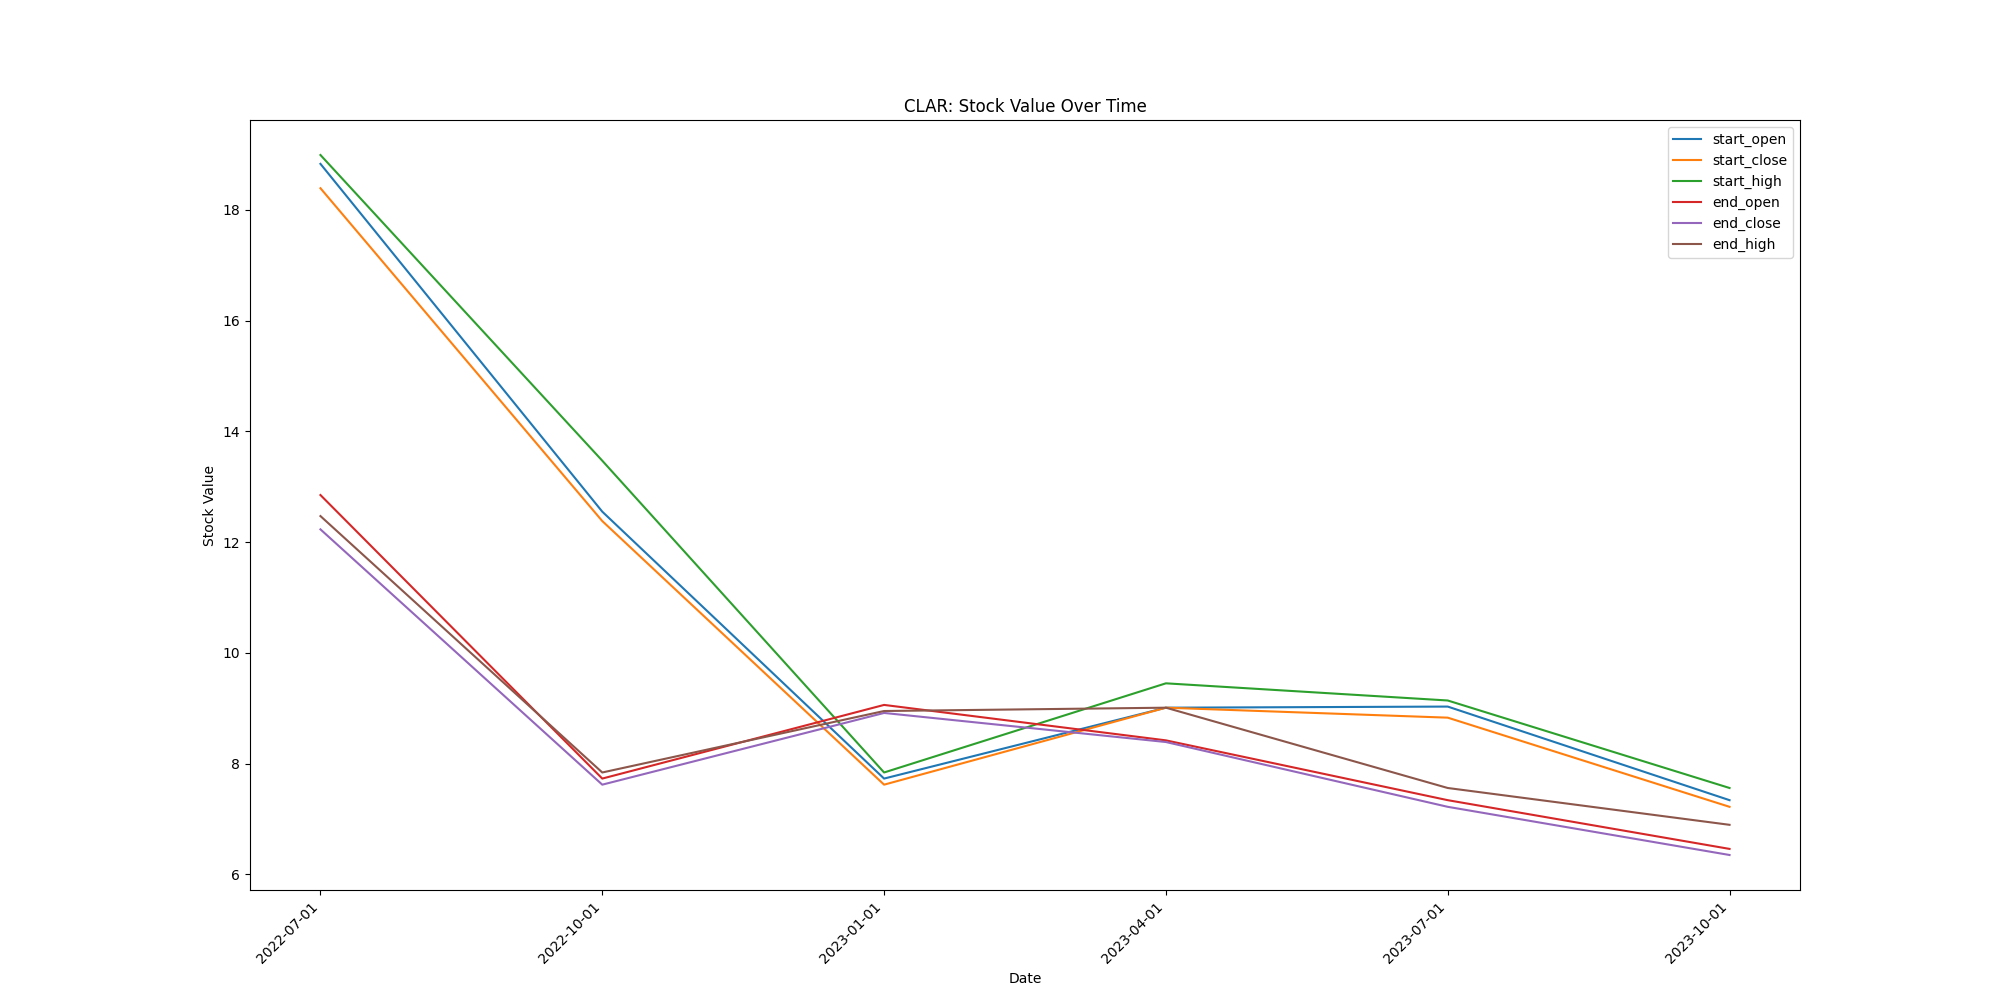 CLAR: Stock Value Over Time
start_open
start_close
start_high
end_open
end_close
end_high
Stock Value
18
16
14
12
10
8
6
2022-07-01
2022-10-01
2023-01-01
2023-04-01
2023-07-01
2023-10-01
Date